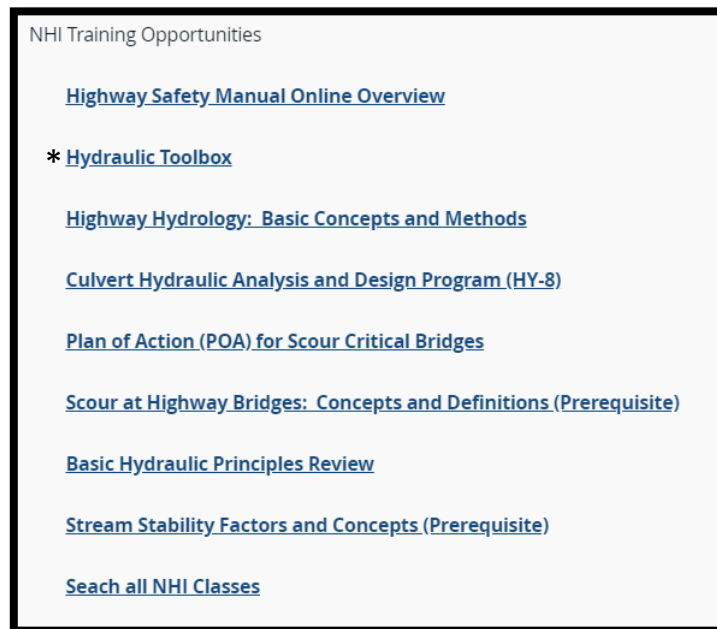 NHI Training Opportunities
Highway Safety Manual Online Overview
* Hydraulic Toolbox
Highway Hydrology:  Basic Concepts and Methods
Culvert Hydraulic Analysis and Design Program (HY-8)
Plan of Action (POA) for Scour Critical Bridges
Scour at Highway Bridges:  Concepts and Definitions (Prerequisite)
Basic Hydraulic Principles Review
Stream Stability Factors and Concepts (Prerequisite)
Seach all NHI Classes